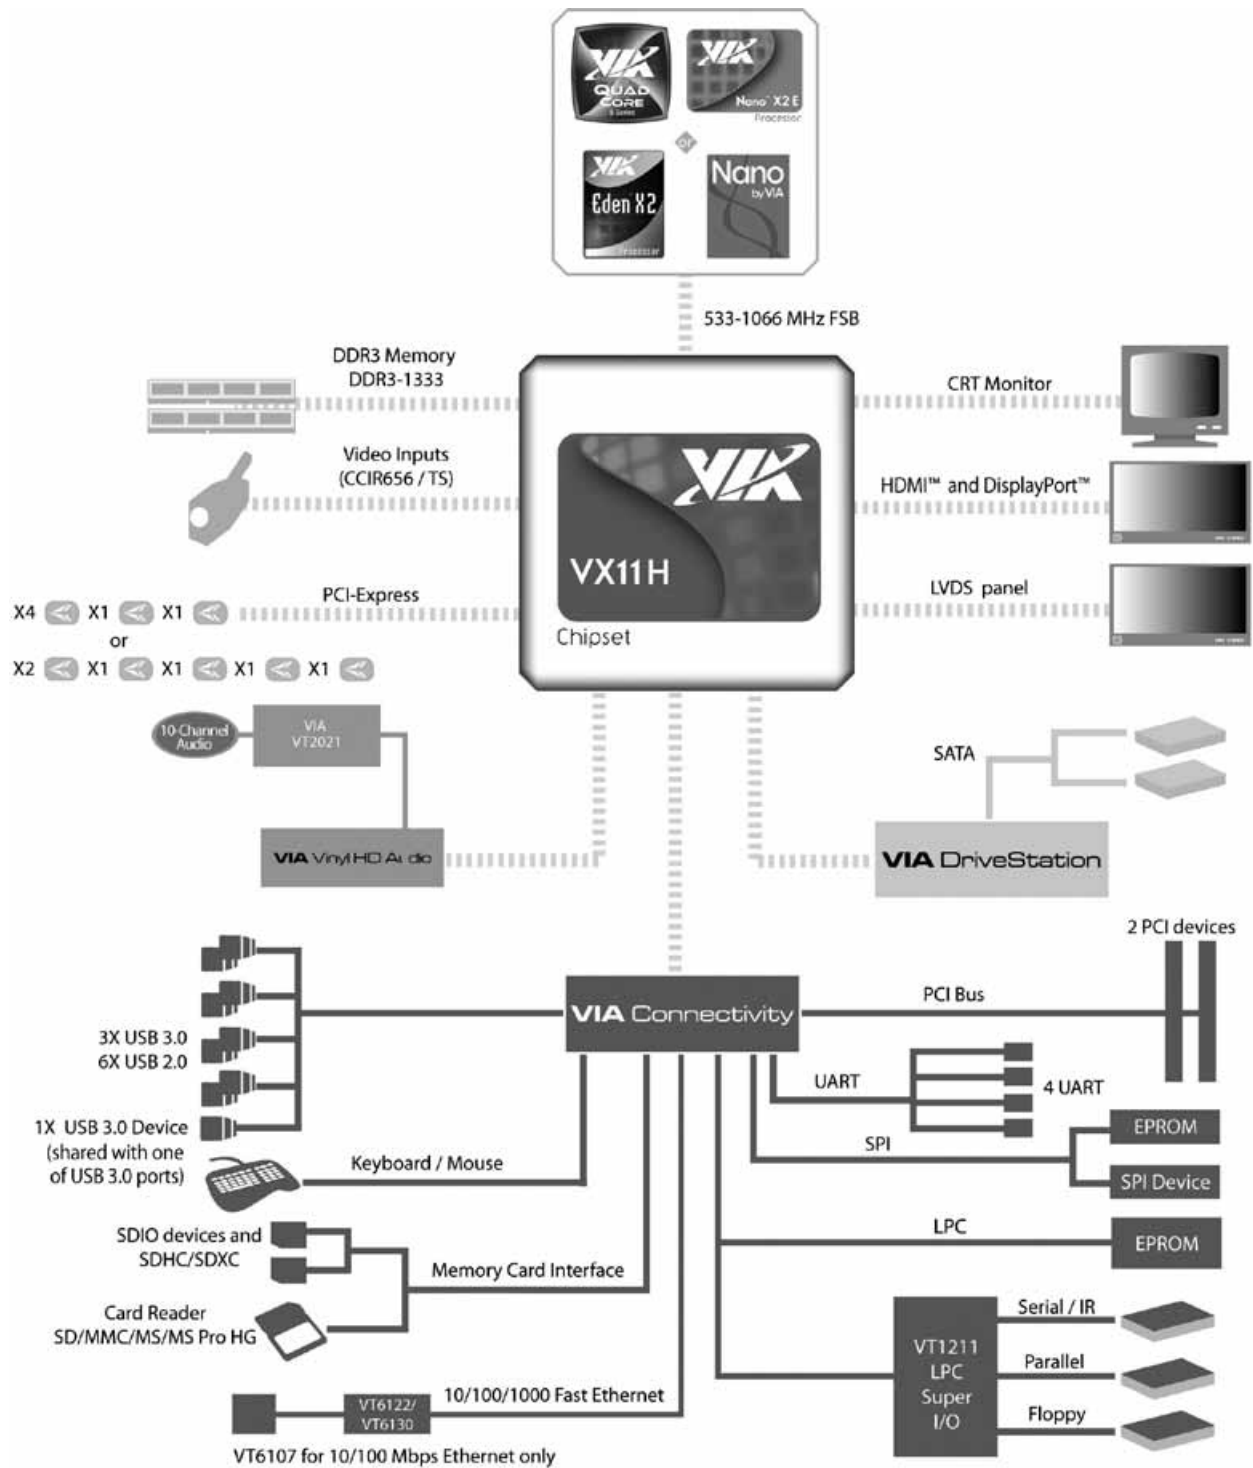 VIA
QUAD
CORE
VIA
Nano™ X2 E
Processor
or
VIA
Eden X2
PROCESSOR
Nano
by VIA
533-1066 MHz FSB
DDR3 Memory
DDR3-1333
CRT Monitor
Video Inputs
(CCIR656 / TS)
HDMI™ and DisplayPort™
VIA
VX11H
Chipset
PCI-Express
X4 X1 X1
or
X2 X1 X1 X1 X1
LVDS panel
10-Channel
Audio
VIA
VT2021
SATA
VIA Vinyl HD Audio
VIA DriveStation
2 PCI devices
VIA Connectivity
PCI Bus
3X USB 3.0
6X USB 2.0
1X USB 3.0 Device
(shared with one
of USB 3.0 ports)
UART
4 UART
SPI
EPROM
SPI Device
Keyboard / Mouse
LPC
EPROM
SDIO devices and
SDHC/SDXC
Memory Card Interface
Card Reader
SD/MMC/MS/MS Pro HG
VT1211
LPC
Super
I/O
Serial / IR
Parallel
Floppy
10/100/1000 Fast Ethernet
VT6122/
VT6130
VT6107 for 10/100 Mbps Ethernet only